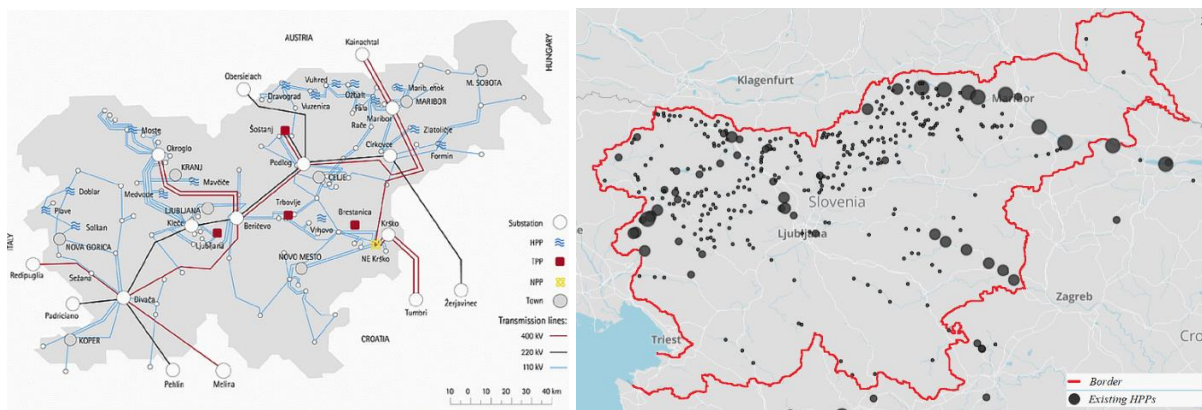 AUSTRIA
HUNGARY
Kainachtal
Obersielach
Vuhred
Dravograd
Vuzenica
Ožbalt
Fala
Marib. otok
MARIBOR
M. SOBOTA
Maribor
Rače
Zlatoličje
Formin
Cirkovce
Šoštanj
Podlog
Moste
Okroglo
KRANJ
Mavčiče
Medvode
CELJE
Trbovlje
Brestanica
Doblar
Plave
Solkan
NOVA GORICA
LJUBLJANA
Kleče
Beričevo
Ljubljana
Vrhovo
Krško
NE Krško
NOVO MESTO
ITALY
Redipuglia
Sežana
Divača
Padriciano
KOPER
Pehlin
Melina
CROATIA
Tumbri
Žerjavinec
Substation
HPP
TPP
NPP
Town
Transmission lines:
400 kV
220 kV
110 kV
10 0 10 20 30 40 km
Klagenfurt
Maribor
Slovenia
Ljubljana
Zagreb
Triest
Cro
Border
Existing HPPs